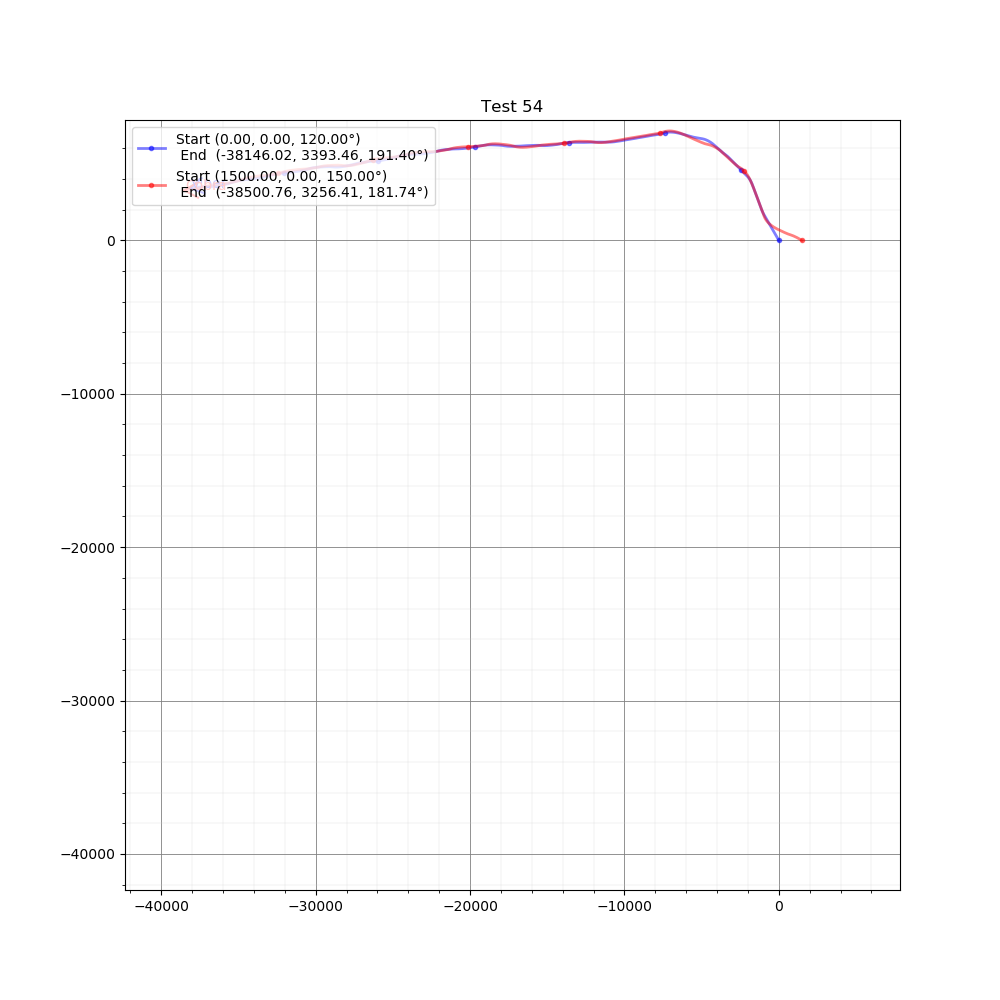 Test 54
Start (0.00, 0.00, 120.00°)
End  (-38146.02, 3393.46, 191.40°)
Start (1500.00, 0.00, 150.00°)
End  (-38500.76, 3256.41, 181.74°)
0
−10000
−20000
−30000
−40000
−40000 −30000 −20000 −10000 0